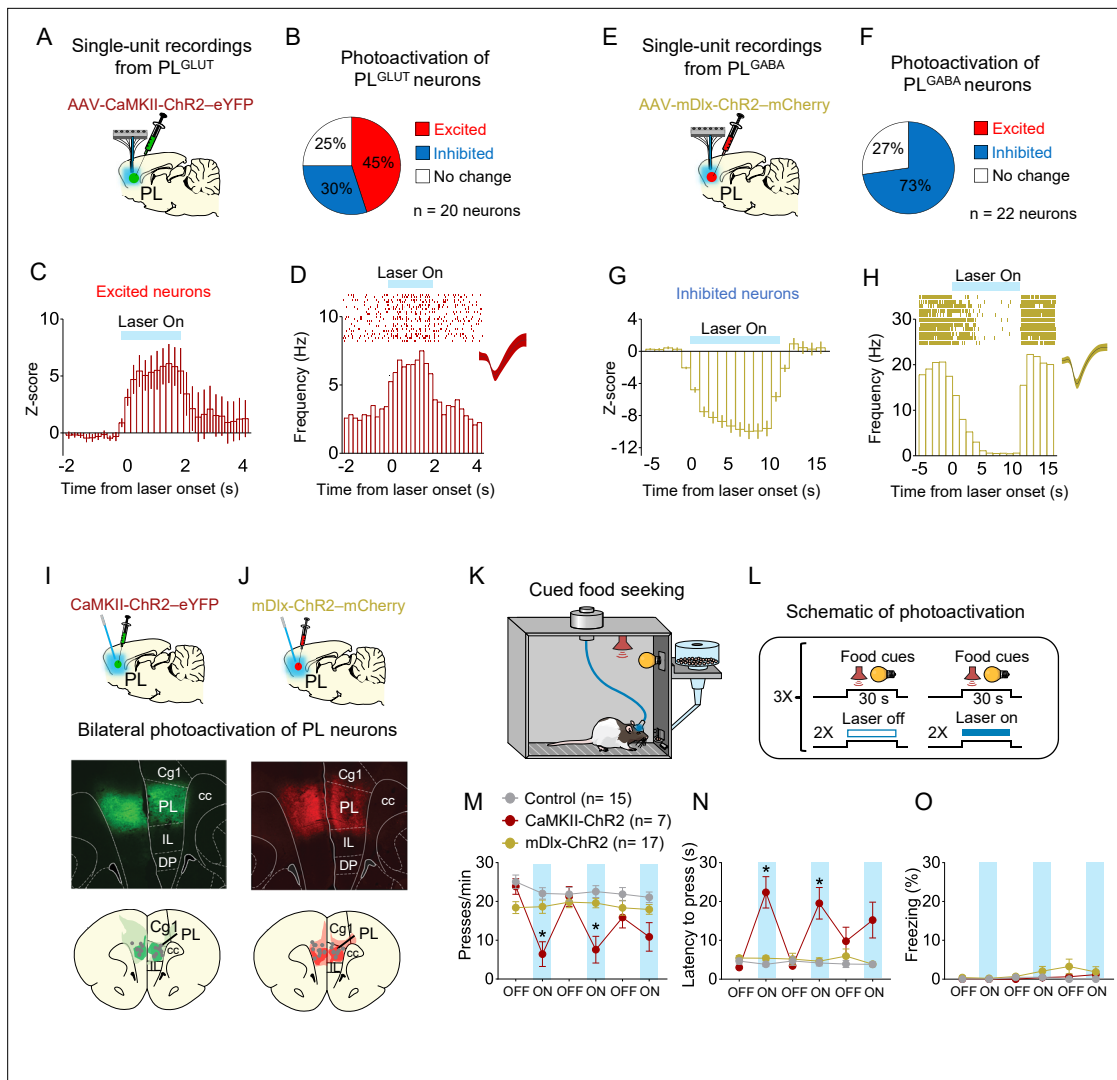 A
Single-unit recordings
from PL^GLUT
AAV-CaMKII-ChR2–eYFP
PL
B
Photoactivation of
PL^GLUT neurons
25%
45%
30%
Excited
Inhibited
No change
n = 20 neurons
E
Single-unit recordings
from PL^GABA
AAV-mDlx-ChR2–mCherry
PL
F
Photoactivation of
PL^GABA neurons
27%
73%
Excited
Inhibited
No change
n = 22 neurons
C
Excited neurons
Laser On
Z-score
10
5
0
-2 0 2 4
Time from laser onset (s)
D
Laser On
Frequency (Hz)
10
5
0
-2 0 2 4
Time from laser onset (s)
G
Inhibited neurons
Laser On
Z-score
4
0
-4
-8
-12
-5 0 5 10 15
Time from laser onset (s)
H
Laser On
Frequency (Hz)
30
20
10
0
-5 0 5 10 15
Time from laser onset (s)
I
CaMKII-ChR2–eYFP
PL
J
mDlx-ChR2–mCherry
PL
Bilateral photoactivation of PL neurons
Cg1
PL
cc
IL
DP
Cg1
PL
cc
IL
DP
Cg1
PL
cc
IL
Cg1
PL
cc
IL
K
Cued food seeking
L
Schematic of photoactivation
3X
Food cues
30 s
2X
Laser off
Food cues
30 s
2X
Laser on
M
Control (n= 15)
CaMKII-ChR2 (n= 7)
mDlx-ChR2 (n= 17)
Presses/min
30
20
10
0
* *
OFF ON OFF ON OFF ON
N
Latency to press (s)
30
20
10
0
* *
OFF ON OFF ON OFF ON
O
Freezing (%)
30
20
10
0
OFF ON OFF ON OFF ON